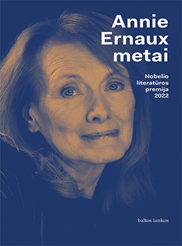 Annie
Ernaux
metai
Nobelio
literatūros
premija
2022
baltos lankos